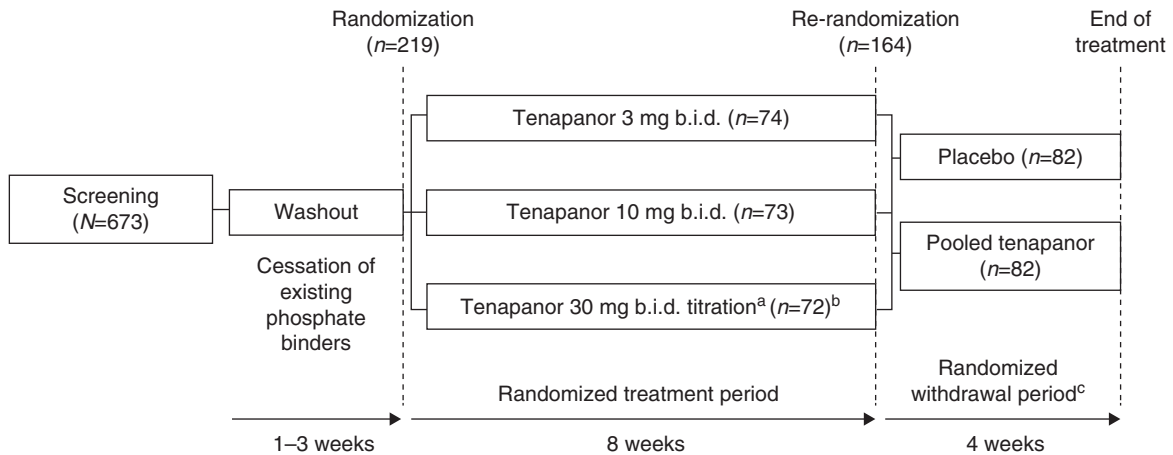 Randomization
(n=219)
Re-randomization
(n=164)
End of
treatment
Screening
(N=673)
Washout
Cessation of
existing
phosphate
binders
Tenapanor 3 mg b.i.d. (n=74)
Tenapanor 10 mg b.i.d. (n=73)
Tenapanor 30 mg b.i.d. titrationᵃ (n=72)ᵇ
Placebo (n=82)
Pooled tenapanor
(n=82)
Randomized treatment period
Randomized
withdrawal periodᶜ
1–3 weeks
8 weeks
4 weeks